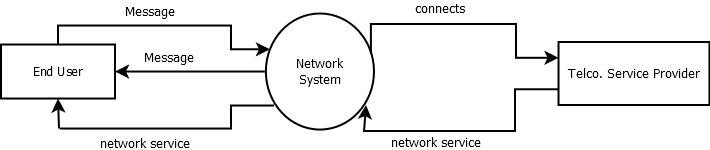 Message
connects
Message
End User
Network
System
Telco. Service Provider
network service
network service